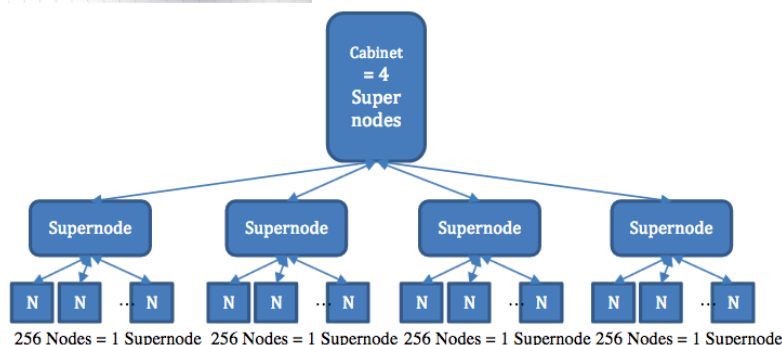 Cabinet
= 4
Super
nodes
Supernode Supernode Supernode Supernode
N N ... N N N ... N N N ... N N N ... N
256 Nodes = 1 Supernode 256 Nodes = 1 Supernode 256 Nodes = 1 Supernode 256 Nodes = 1 Supernode